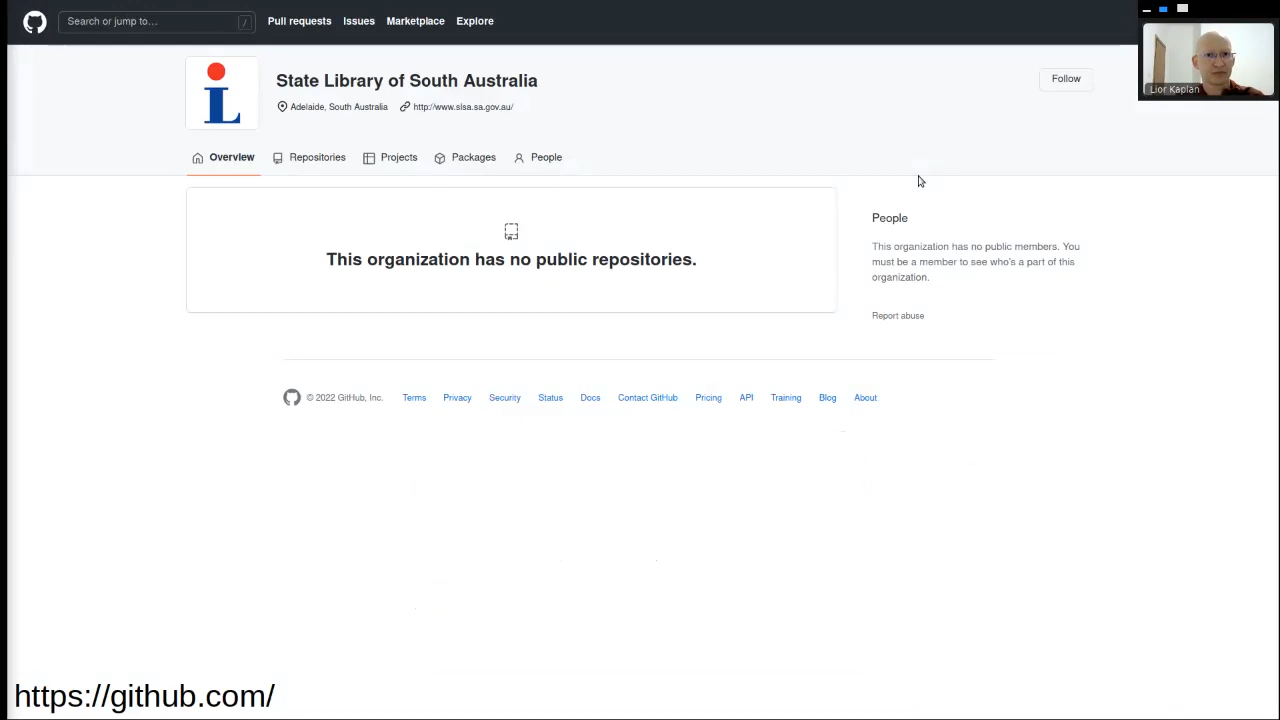 Search or jump to… /
Pull requests Issues Marketplace Explore
Lior Kaplan
State Library of South Australia
Follow
Adelaide, South Australia http://www.slsa.sa.gov.au/
Overview Repositories Projects Packages People
This organization has no public repositories.
People
This organization has no public members. You
must be a member to see who's a part of this
organization.
Report abuse
© 2022 GitHub, Inc. Terms Privacy Security Status Docs Contact GitHub Pricing API Training Blog About
https://github.com/